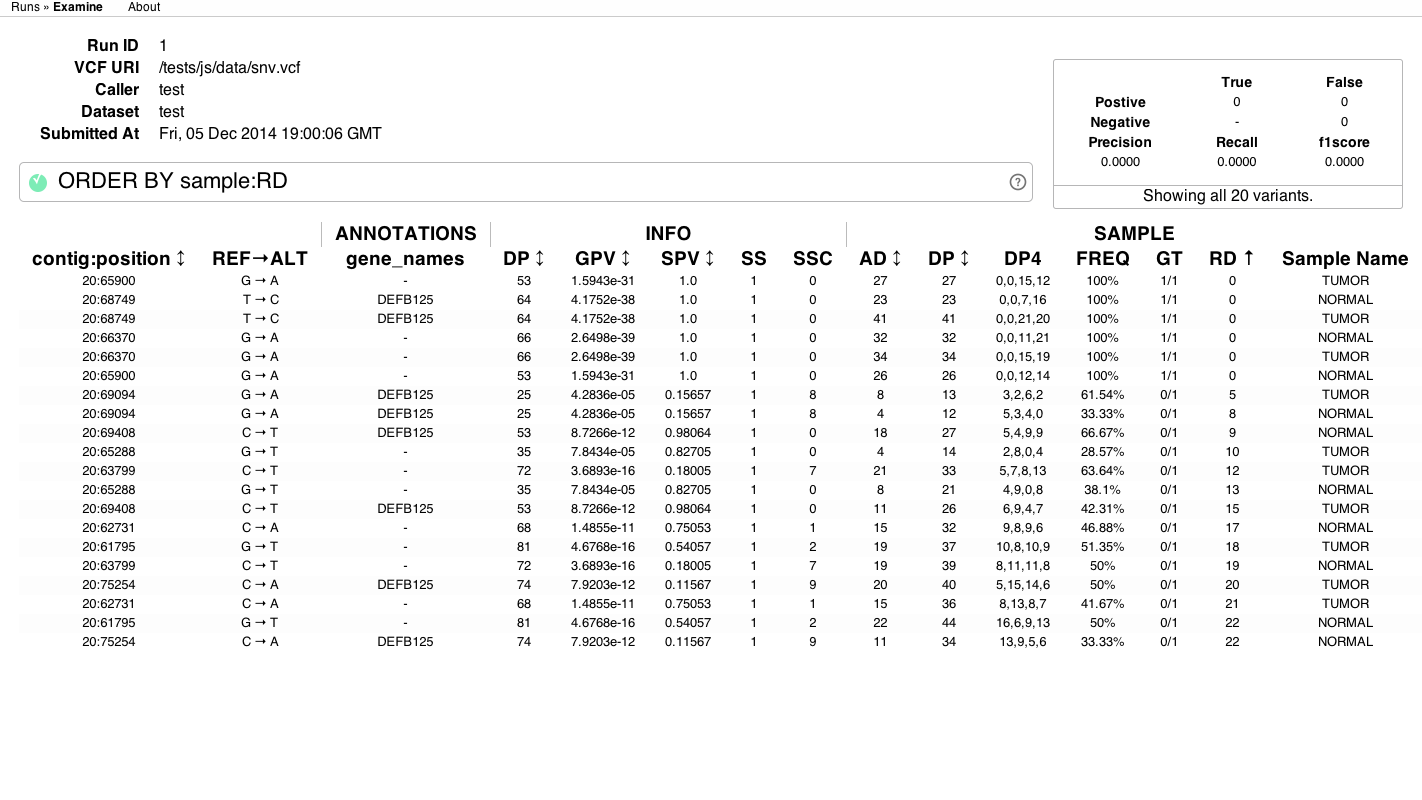 Runs » Examine About
Run ID 1
VCF URI /tests/js/data/snv.vcf
Caller test
Dataset test
Submitted At Fri, 05 Dec 2014 19:00:06 GMT
True False
Postive 0 0
Negative - 0
Precision Recall f1score
0.0000 0.0000 0.0000
Showing all 20 variants.
ORDER BY sample:RD ?
ANNOTATIONS INFO SAMPLE
contig:position ↕ REF→ALT gene_names DP ↕ GPV ↕ SPV ↕ SS SSC AD ↕ DP ↕ DP4 FREQ GT RD ↑ Sample Name
20:65900 G → A - 53 1.5943e-31 1.0 1 0 27 27 0,0,15,12 100% 1/1 0 TUMOR
20:68749 T → C DEFB125 64 4.1752e-38 1.0 1 0 23 23 0,0,7,16 100% 1/1 0 NORMAL
20:68749 T → C DEFB125 64 4.1752e-38 1.0 1 0 41 41 0,0,21,20 100% 1/1 0 TUMOR
20:66370 G → A - 66 2.6498e-39 1.0 1 0 32 32 0,0,11,21 100% 1/1 0 NORMAL
20:66370 G → A - 66 2.6498e-39 1.0 1 0 34 34 0,0,15,19 100% 1/1 0 TUMOR
20:65900 G → A - 53 1.5943e-31 1.0 1 0 26 26 0,0,12,14 100% 1/1 0 NORMAL
20:69094 G → A DEFB125 25 4.2836e-05 0.15657 1 8 8 13 3,2,6,2 61.54% 0/1 5 TUMOR
20:69094 G → A DEFB125 25 4.2836e-05 0.15657 1 8 4 12 5,3,4,0 33.33% 0/1 8 NORMAL
20:69408 C → T DEFB125 53 8.7266e-12 0.98064 1 0 18 27 5,4,9,9 66.67% 0/1 9 NORMAL
20:65288 G → T - 35 7.8434e-05 0.82705 1 0 4 14 2,8,0,4 28.57% 0/1 10 TUMOR
20:63799 C → T - 72 3.6893e-16 0.18005 1 7 21 33 5,7,8,13 63.64% 0/1 12 TUMOR
20:65288 G → T - 35 7.8434e-05 0.82705 1 0 8 21 4,9,0,8 38.1% 0/1 13 NORMAL
20:69408 C → T DEFB125 53 8.7266e-12 0.98064 1 0 11 26 6,9,4,7 42.31% 0/1 15 TUMOR
20:62731 C → A - 68 1.4855e-11 0.75053 1 1 15 32 9,8,9,6 46.88% 0/1 17 NORMAL
20:61795 G → T - 81 4.6768e-16 0.54057 1 2 19 37 10,8,10,9 51.35% 0/1 18 TUMOR
20:63799 C → T - 72 3.6893e-16 0.18005 1 7 19 39 8,11,11,8 50% 0/1 19 NORMAL
20:75254 C → A DEFB125 74 7.9203e-12 0.11567 1 9 20 40 5,15,14,6 50% 0/1 20 TUMOR
20:62731 C → A - 68 1.4855e-11 0.75053 1 1 15 36 8,13,8,7 41.67% 0/1 21 TUMOR
20:61795 G → T - 81 4.6768e-16 0.54057 1 2 22 44 16,6,9,13 50% 0/1 22 NORMAL
20:75254 C → A DEFB125 74 7.9203e-12 0.11567 1 9 11 34 13,9,5,6 33.33% 0/1 22 NORMAL